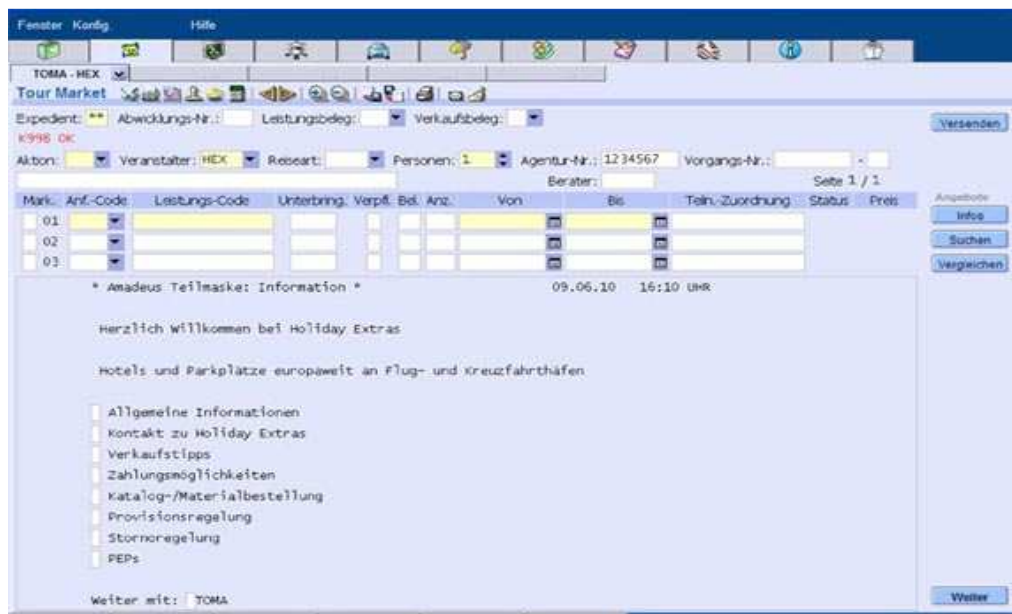 Fenster Konfig. Hilfe
TOMA - HEX
Tour Market
Expedient: ** Abwicklungs-Nr.: Leistungsbeleg: Verkaufsbeleg:
K998 OK
Versenden
Aktion: Veranstalter: HEX Reiseart: Personen: 1 Agentur-Nr.: 1234567 Vorgangs-Nr.: -
Berater: Seite 1 / 1
Mark. Anf.-Code Leistungs-Code Unterbring. Verpfl. Bel. Anz. Von Bis Teiln.-Zuordnung Status Preis
Angebote
01
Infos
02
Suchen
03
Vergleichen
* Amadeus Teilmaske: Information * 09.06.10 16:10 UHR
Herzlich Willkommen bei Holiday Extras
Hotels und Parkplätze europaweit an Flug- und Kreuzfahrthäfen
Allgemeine Informationen
Kontakt zu Holiday Extras
Verkaufstipps
Zahlungsmöglichkeiten
Katalog-/Materialbestellung
Provisionsregelung
Stornoregelung
PEPs
Weiter mit: TOMA
Weiter